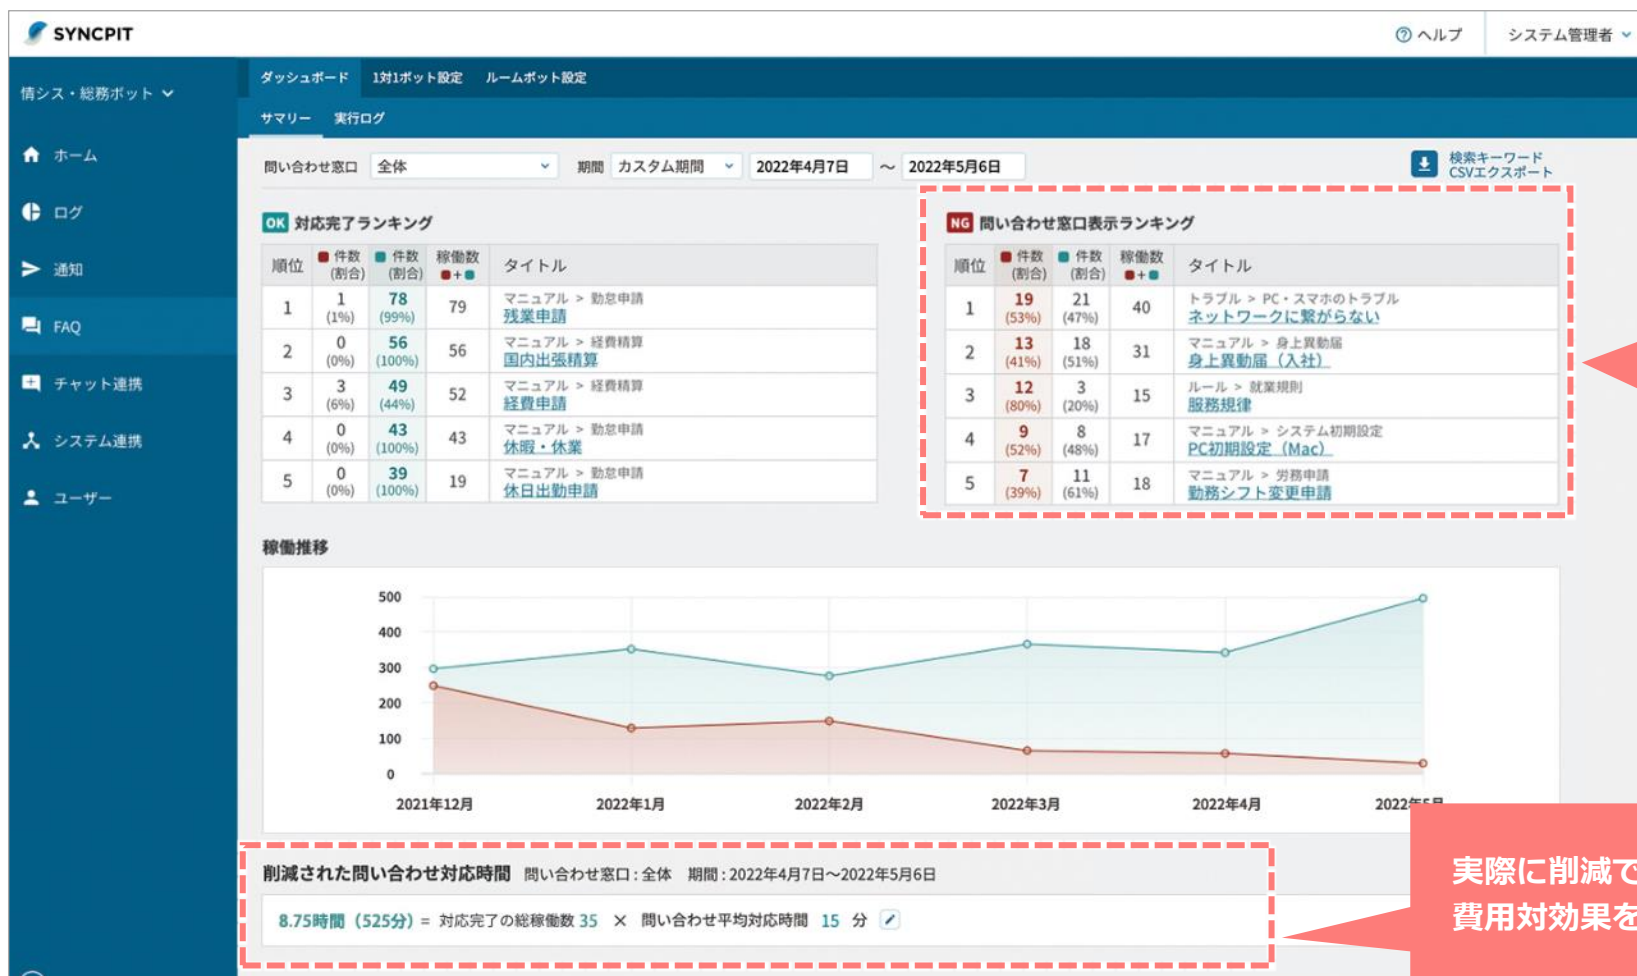 SYNCPIT
ヘルプ
システム管理者
情シス・総務ボット
ホーム
ログ
通知
FAQ
チャット連携
システム連携
ユーザー
ダッシュボード 1対1ボット設定 ルームボット設定
サマリー 実行ログ
問い合わせ窓口 全体 期間 カスタム期間 2022年4月7日 ～ 2022年5月6日
検索キーワード
CSVエクスポート
OK 対応完了ランキング
順位 件数(割合) 件数(割合) 稼働数 + タイトル
1 1(1%) 78(99%) 79 マニュアル > 勤怠申請
残業申請
2 0(0%) 56(100%) 56 マニュアル > 経費精算
国内出張精算
3 3(6%) 49(44%) 52 マニュアル > 経費精算
経費申請
4 0(0%) 43(100%) 43 マニュアル > 勤怠申請
休暇・休業
5 0(0%) 39(100%) 19 マニュアル > 勤怠申請
休日出勤申請
NG 問い合わせ窓口表示ランキング
順位 件数(割合) 件数(割合) 稼働数 + タイトル
1 19(53%) 21(47%) 40 トラブル > PC・スマホのトラブル
ネットワークに繋がらない
2 13(41%) 18(51%) 31 マニュアル > 身上異動届
身上異動届（入社）
3 12(80%) 3(20%) 15 ルール > 就業規則
服務規律
4 9(52%) 8(48%) 17 マニュアル > システム初期設定
PC初期設定（Mac）
5 7(39%) 11(61%) 18 マニュアル > 労務申請
勤務シフト変更申請
稼働推移
500
400
300
200
100
0
2021年12月 2022年1月 2022年2月 2022年3月 2022年4月 2022年5月
削減された問い合わせ対応時間 問い合わせ窓口 : 全体 期間 : 2022年4月7日～2022年5月6日
8.75時間（525分）= 対応完了の総稼働数 35 × 問い合わせ平均対応時間 15 分
実際に削減で
費用対効果を